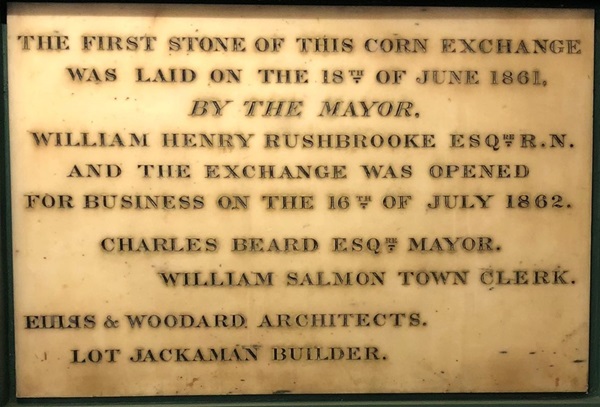 THE FIRST STONE OF THIS CORN EXCHANGE
WAS LAID ON THE 18TH OF JUNE 1861,
BY THE MAYOR,
WILLIAM HENRY RUSHBROOKE ESQRE R.N.
AND THE EXCHANGE WAS OPENED
FOR BUSINESS ON THE 16TH OF JULY 1862.
CHARLES BEARD ESQRE MAYOR.
WILLIAM SALMON TOWN CLERK.
ELLIS & WOODARD ARCHITECTS.
LOT JACKAMAN BUILDER.